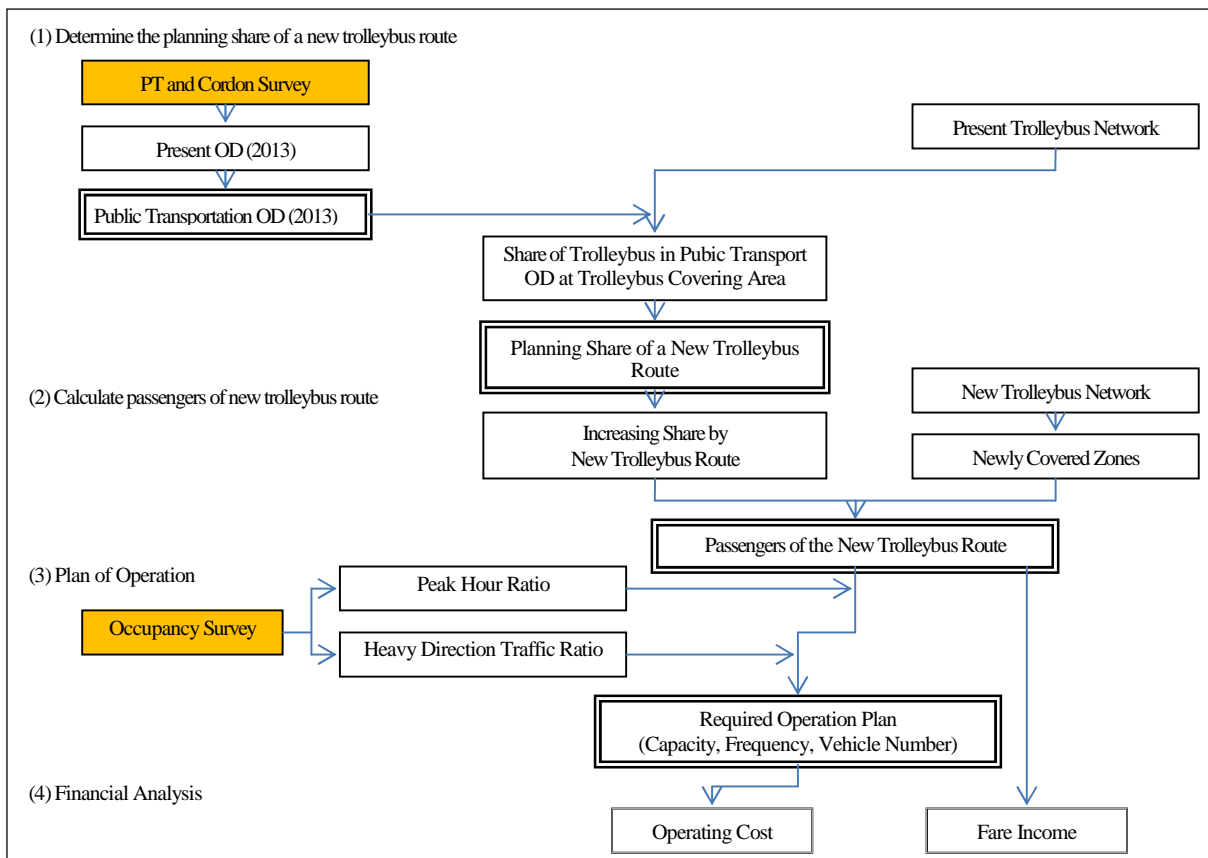 (1) Determine the planning share of a new trolleybus route
PT and Cordon Survey
Present Trolleybus Network
Present OD (2013)
Public Transportation OD (2013)
Share of Trolleybus in Pubic Transport
OD at Trolleybus Covering Area
Planning Share of a New Trolleybus
Route
(2) Calculate passengers of new trolleybus route
New Trolleybus Network
Increasing Share by
New Trolleybus Route
Newly Covered Zones
Passengers of the New Trolleybus Route
(3) Plan of Operation
Peak Hour Ratio
Occupancy Survey
Heavy Direction Traffic Ratio
Required Operation Plan
(Capacity, Frequency, Vehicle Number)
(4) Financial Analysis
Operating Cost
Fare Income